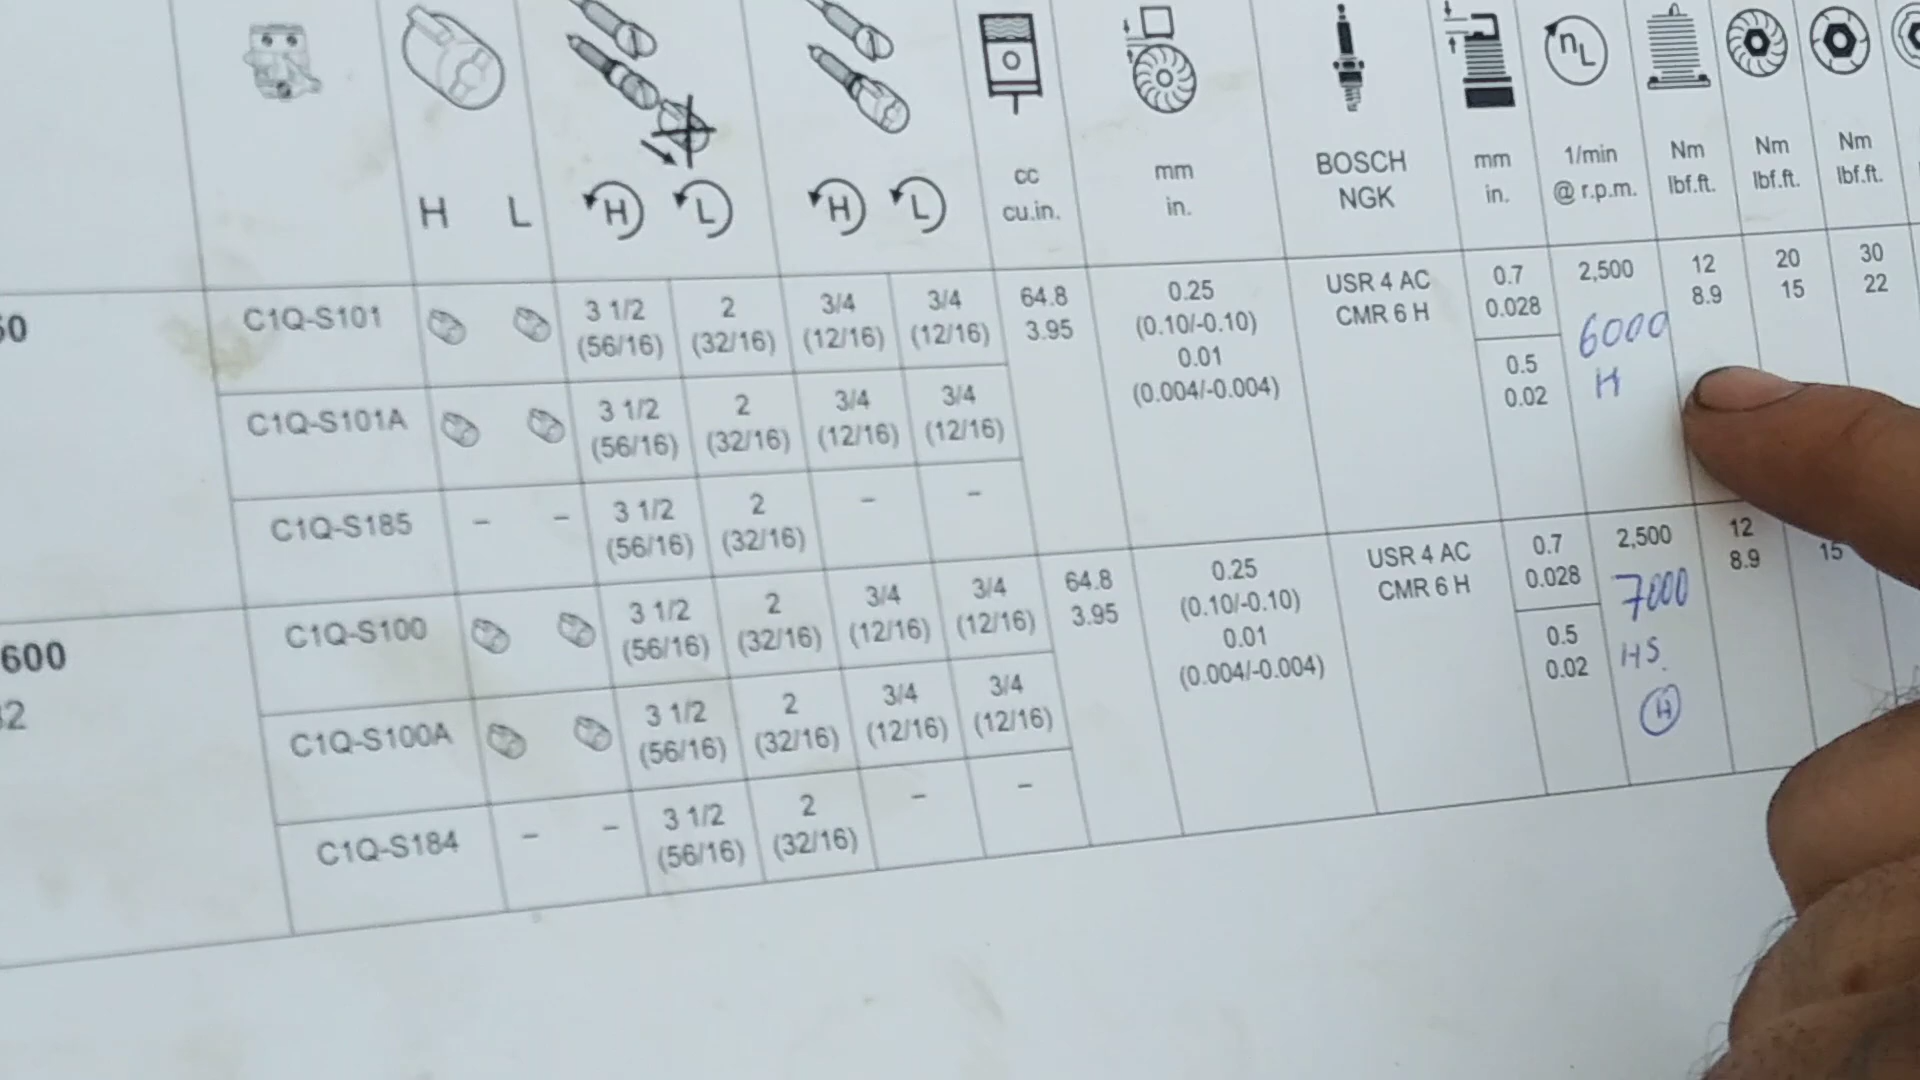 n L
H L
H L
H L
cc
cu.in.
mm
in.
BOSCH
NGK
mm
in.
1/min
@ r.p.m.
Nm
lbf.ft.
Nm
lbf.ft.
Nm
lbf.ft.
C1Q-S101 3 1/2 2 3/4 3/4
(56/16) (32/16) (12/16) (12/16)
C1Q-S101A 3 1/2 2 3/4 3/4
(56/16) (32/16) (12/16) (12/16)
C1Q-S185 – – 3 1/2 2 – –
(56/16) (32/16)
64.8
3.95
0.25
(0.10/-0.10)
0.01
(0.004/-0.004)
USR 4 AC
CMR 6 H
0.7
0.028
0.5
0.02
2,500
6000
H
12
8.9
20
15
30
22
600
C1Q-S100 3 1/2 2 3/4 3/4
(56/16) (32/16) (12/16) (12/16)
C1Q-S100A 3 1/2 2 3/4 3/4
(56/16) (32/16) (12/16) (12/16)
C1Q-S184 – – 3 1/2 2 – –
(56/16) (32/16)
64.8
3.95
0.25
(0.10/-0.10)
0.01
(0.004/-0.004)
USR 4 AC
CMR 6 H
0.7
0.028
0.5
0.02
2,500
7000
HS.
H
12
8.9
15